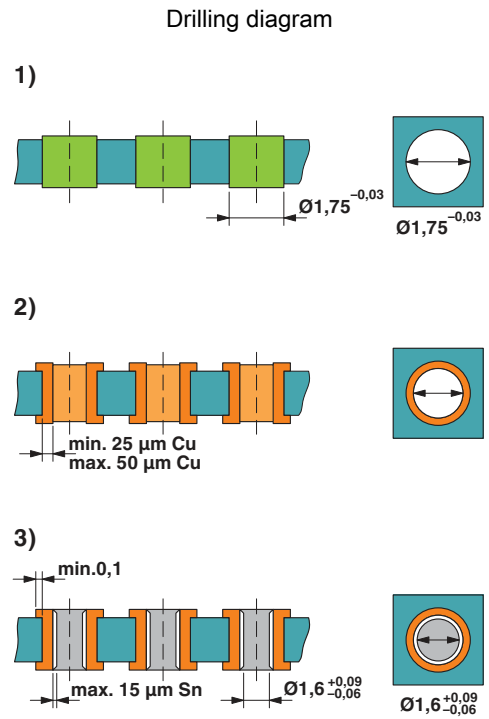 Drilling diagram
1)
Ø1,75 −0,03
Ø1,75 −0,03
2)
min. 25 µm Cu
max. 50 µm Cu
3)
min.0,1
max. 15 µm Sn
Ø1,6 +0,09 −0,06
Ø1,6 +0,09 −0,06